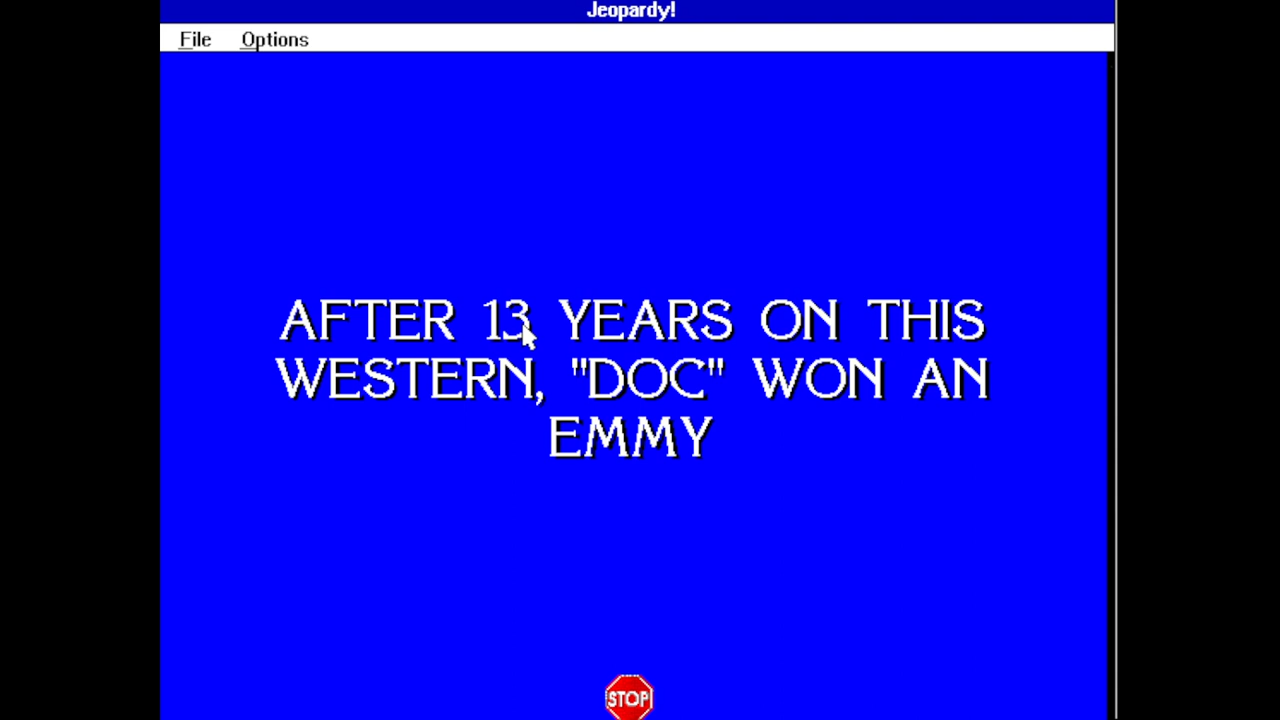 Jeopardy!
File Options
AFTER 13 YEARS ON THIS
WESTERN, "DOC" WON AN
EMMY
STOP